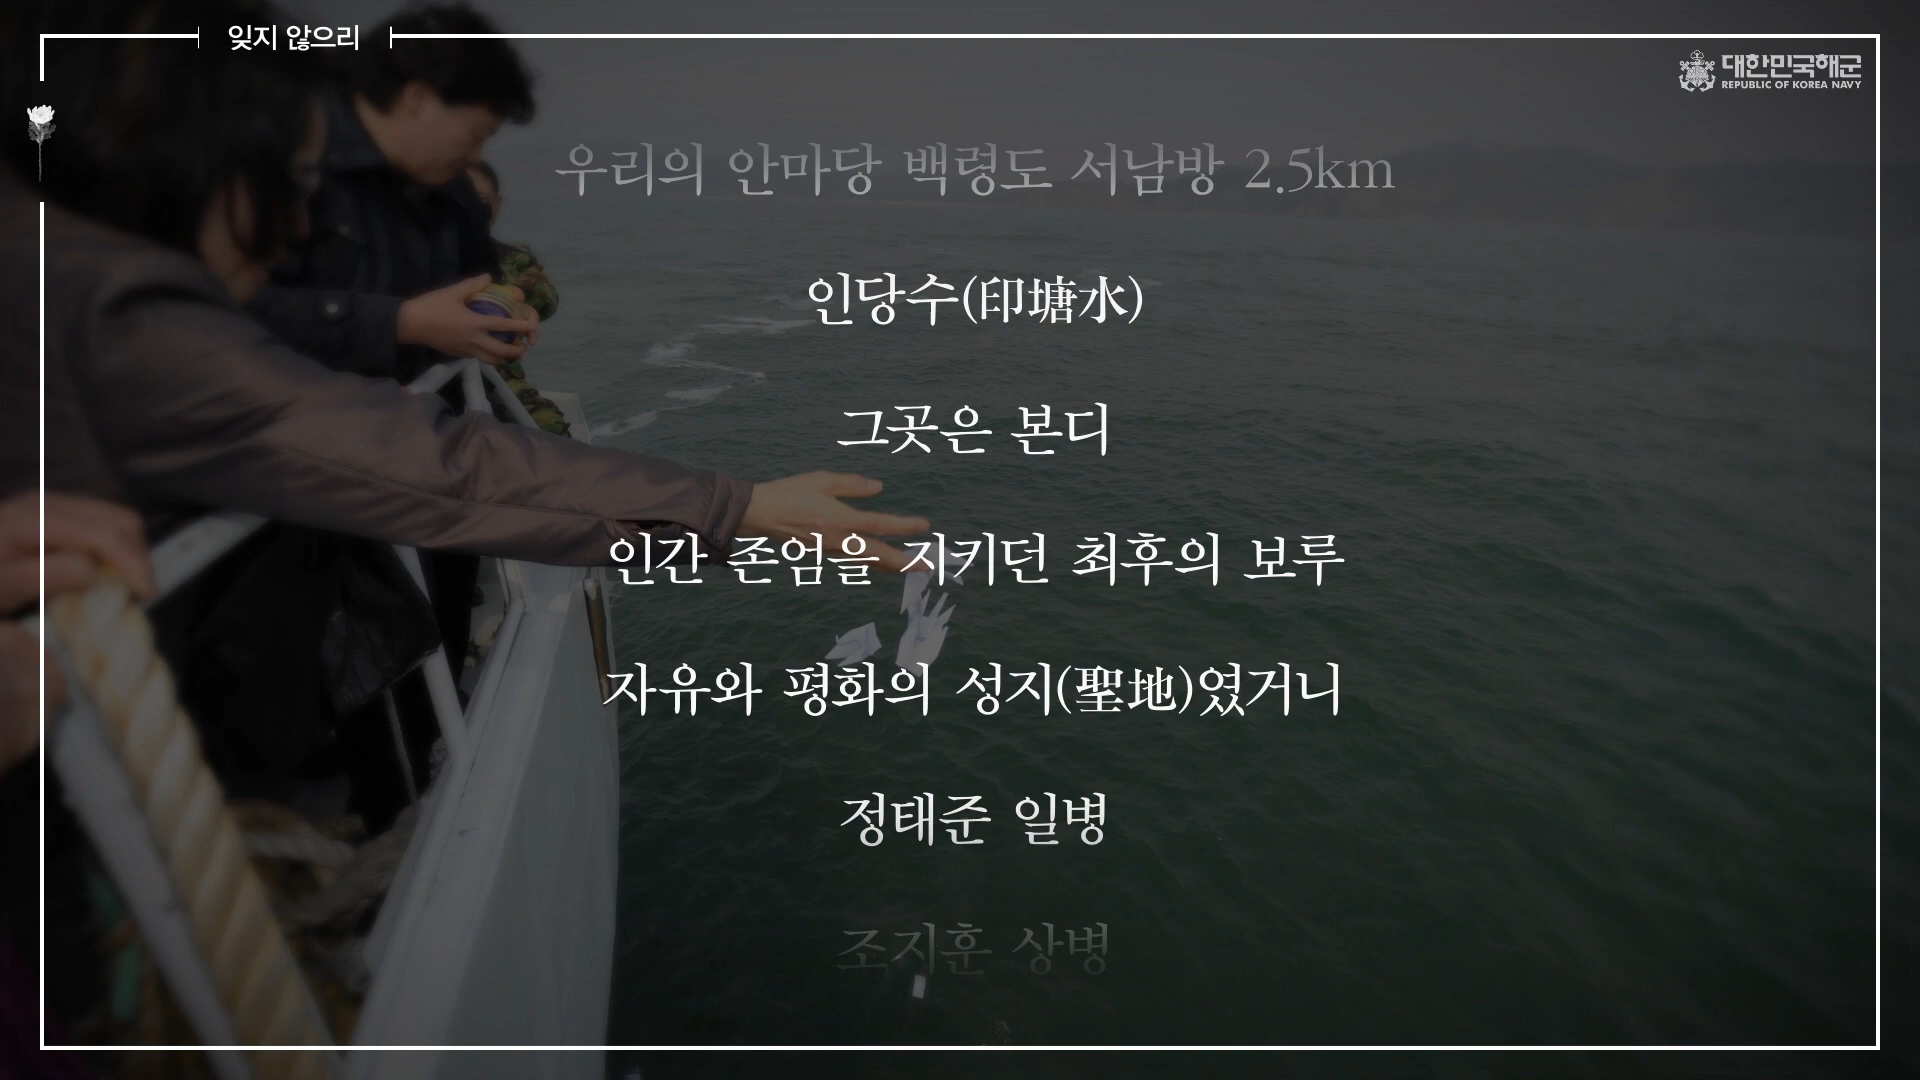 잊지 않으리
대한민국해군
REPUBLIC OF KOREA NAVY
우리의 안마당 백령도 서남방 2.5km
인당수(印塘水)
그곳은 본디
인간 존엄을 지키던 최후의 보루
자유와 평화의 성지(聖地)였거니
정태준 일병
조지훈 상병